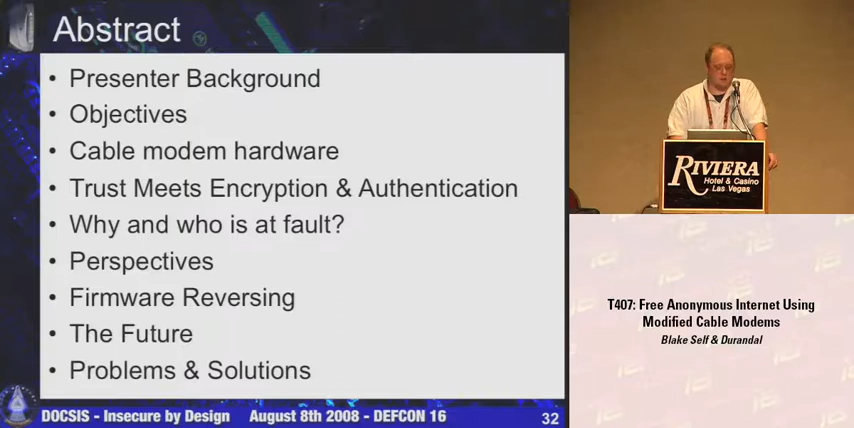 Abstract
• Presenter Background
• Objectives
• Cable modem hardware
• Trust Meets Encryption & Authentication
• Why and who is at fault?
• Perspectives
• Firmware Reversing
• The Future
• Problems & Solutions
DOCSIS - Insecure by Design August 8th 2008 - DEFCON 16 32
RIVIERA
Hotel & Casino
Las Vegas
T407: Free Anonymous Internet Using
Modified Cable Modems
Blake Self & Durandal